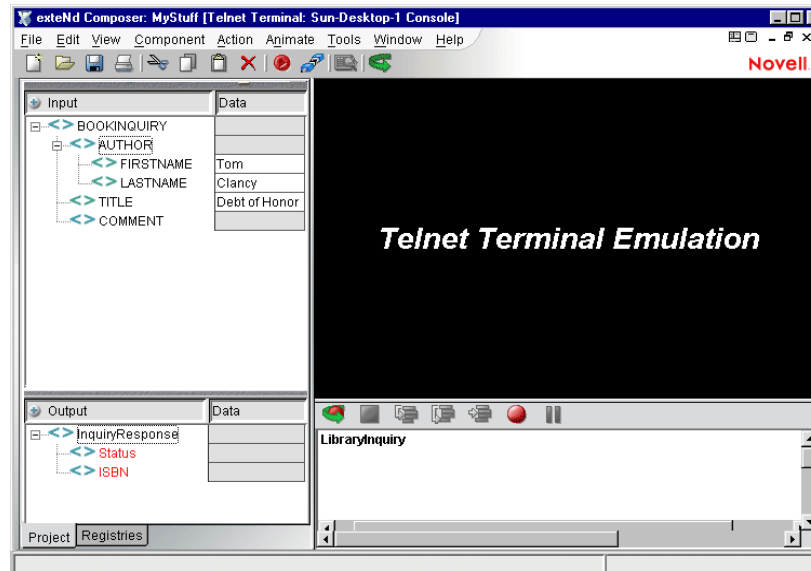 exteNd Composer: MyStuff [Telnet Terminal: Sun-Desktop-1 Console]
File Edit View Component Action Animate Tools Window Help
Novell
Input Data
BOOKINQUIRY
AUTHOR
FIRSTNAME Tom
LASTNAME Clancy
TITLE Debt of Honor
COMMENT
Telnet Terminal Emulation
Output Data
InquiryResponse
Status
ISBN
LibraryInquiry
Project Registries